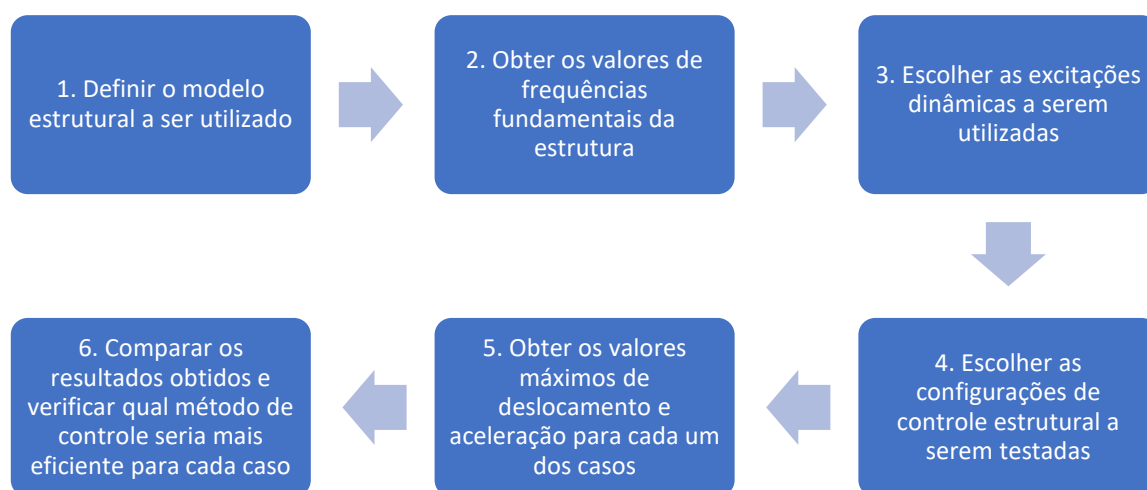 1. Definir o modelo
estrutural a ser utilizado
2. Obter os valores de
frequências
fundamentais da
estrutura
3. Escolher as excitações
dinâmicas a serem
utilizadas
4. Escolher as
configurações de
controle estrutural a
serem testadas
5. Obter os valores
máximos de
deslocamento e
aceleração para cada um
dos casos
6. Comparar os
resultados obtidos e
verificar qual método de
controle seria mais
eficiente para cada caso